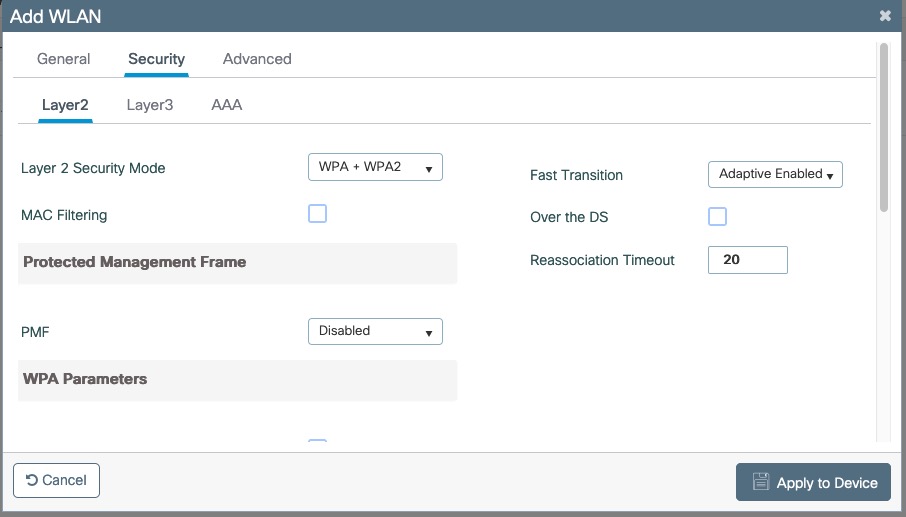 Add WLAN
General Security Advanced
Layer2 Layer3 AAA
Layer 2 Security Mode WPA + WPA2
MAC Filtering
Protected Management Frame
PMF Disabled
WPA Parameters
Fast Transition Adaptive Enabled
Over the DS
Reassociation Timeout 20
Cancel Apply to Device